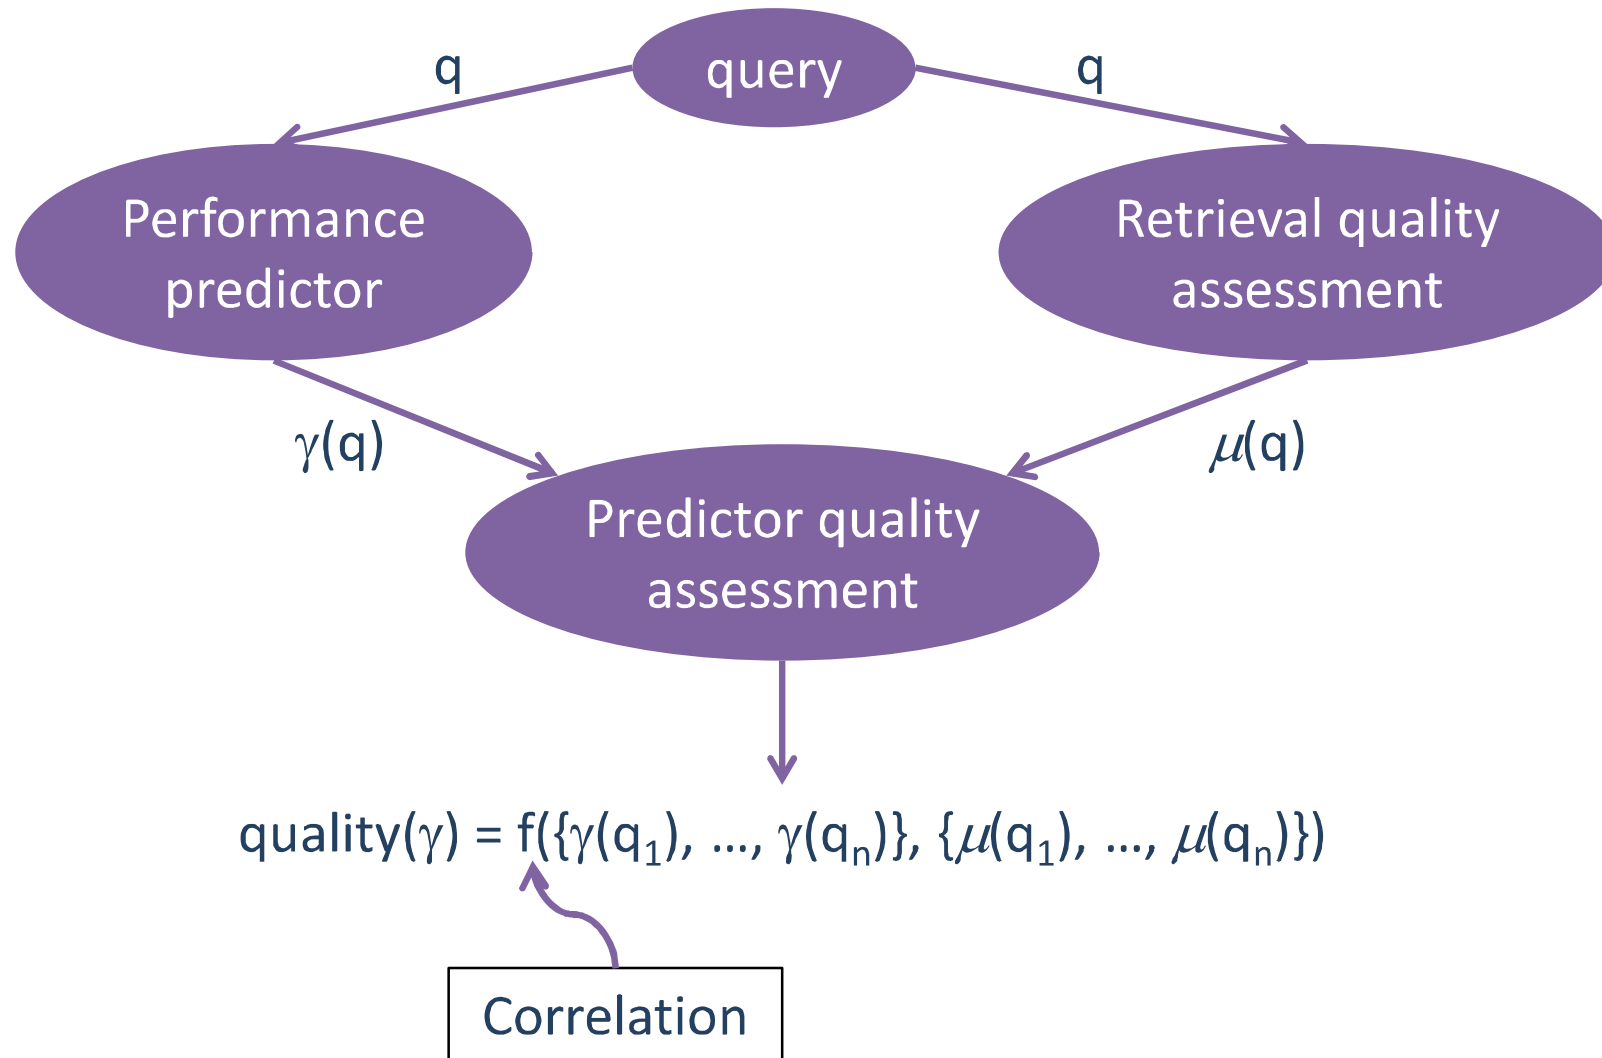 query
q
q
Performance
predictor
Retrieval quality
assessment
γ(q)
μ(q)
Predictor quality
assessment
quality(γ) = f({γ(q₁), ..., γ(qₙ)}, {μ(q₁), ..., μ(qₙ)})
Correlation